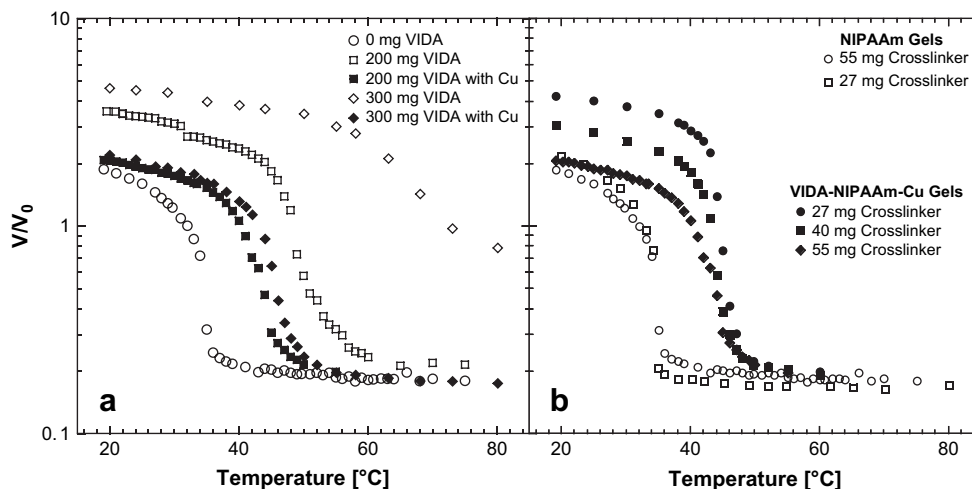 10
1
0.1
V/V0
0 mg VIDA
200 mg VIDA
200 mg VIDA with Cu
300 mg VIDA
300 mg VIDA with Cu
a
20 40 60 80
Temperature [°C]
NIPAAm Gels
55 mg Crosslinker
27 mg Crosslinker
VIDA-NIPAAm-Cu Gels
27 mg Crosslinker
40 mg Crosslinker
55 mg Crosslinker
b
20 40 60 80
Temperature [°C]